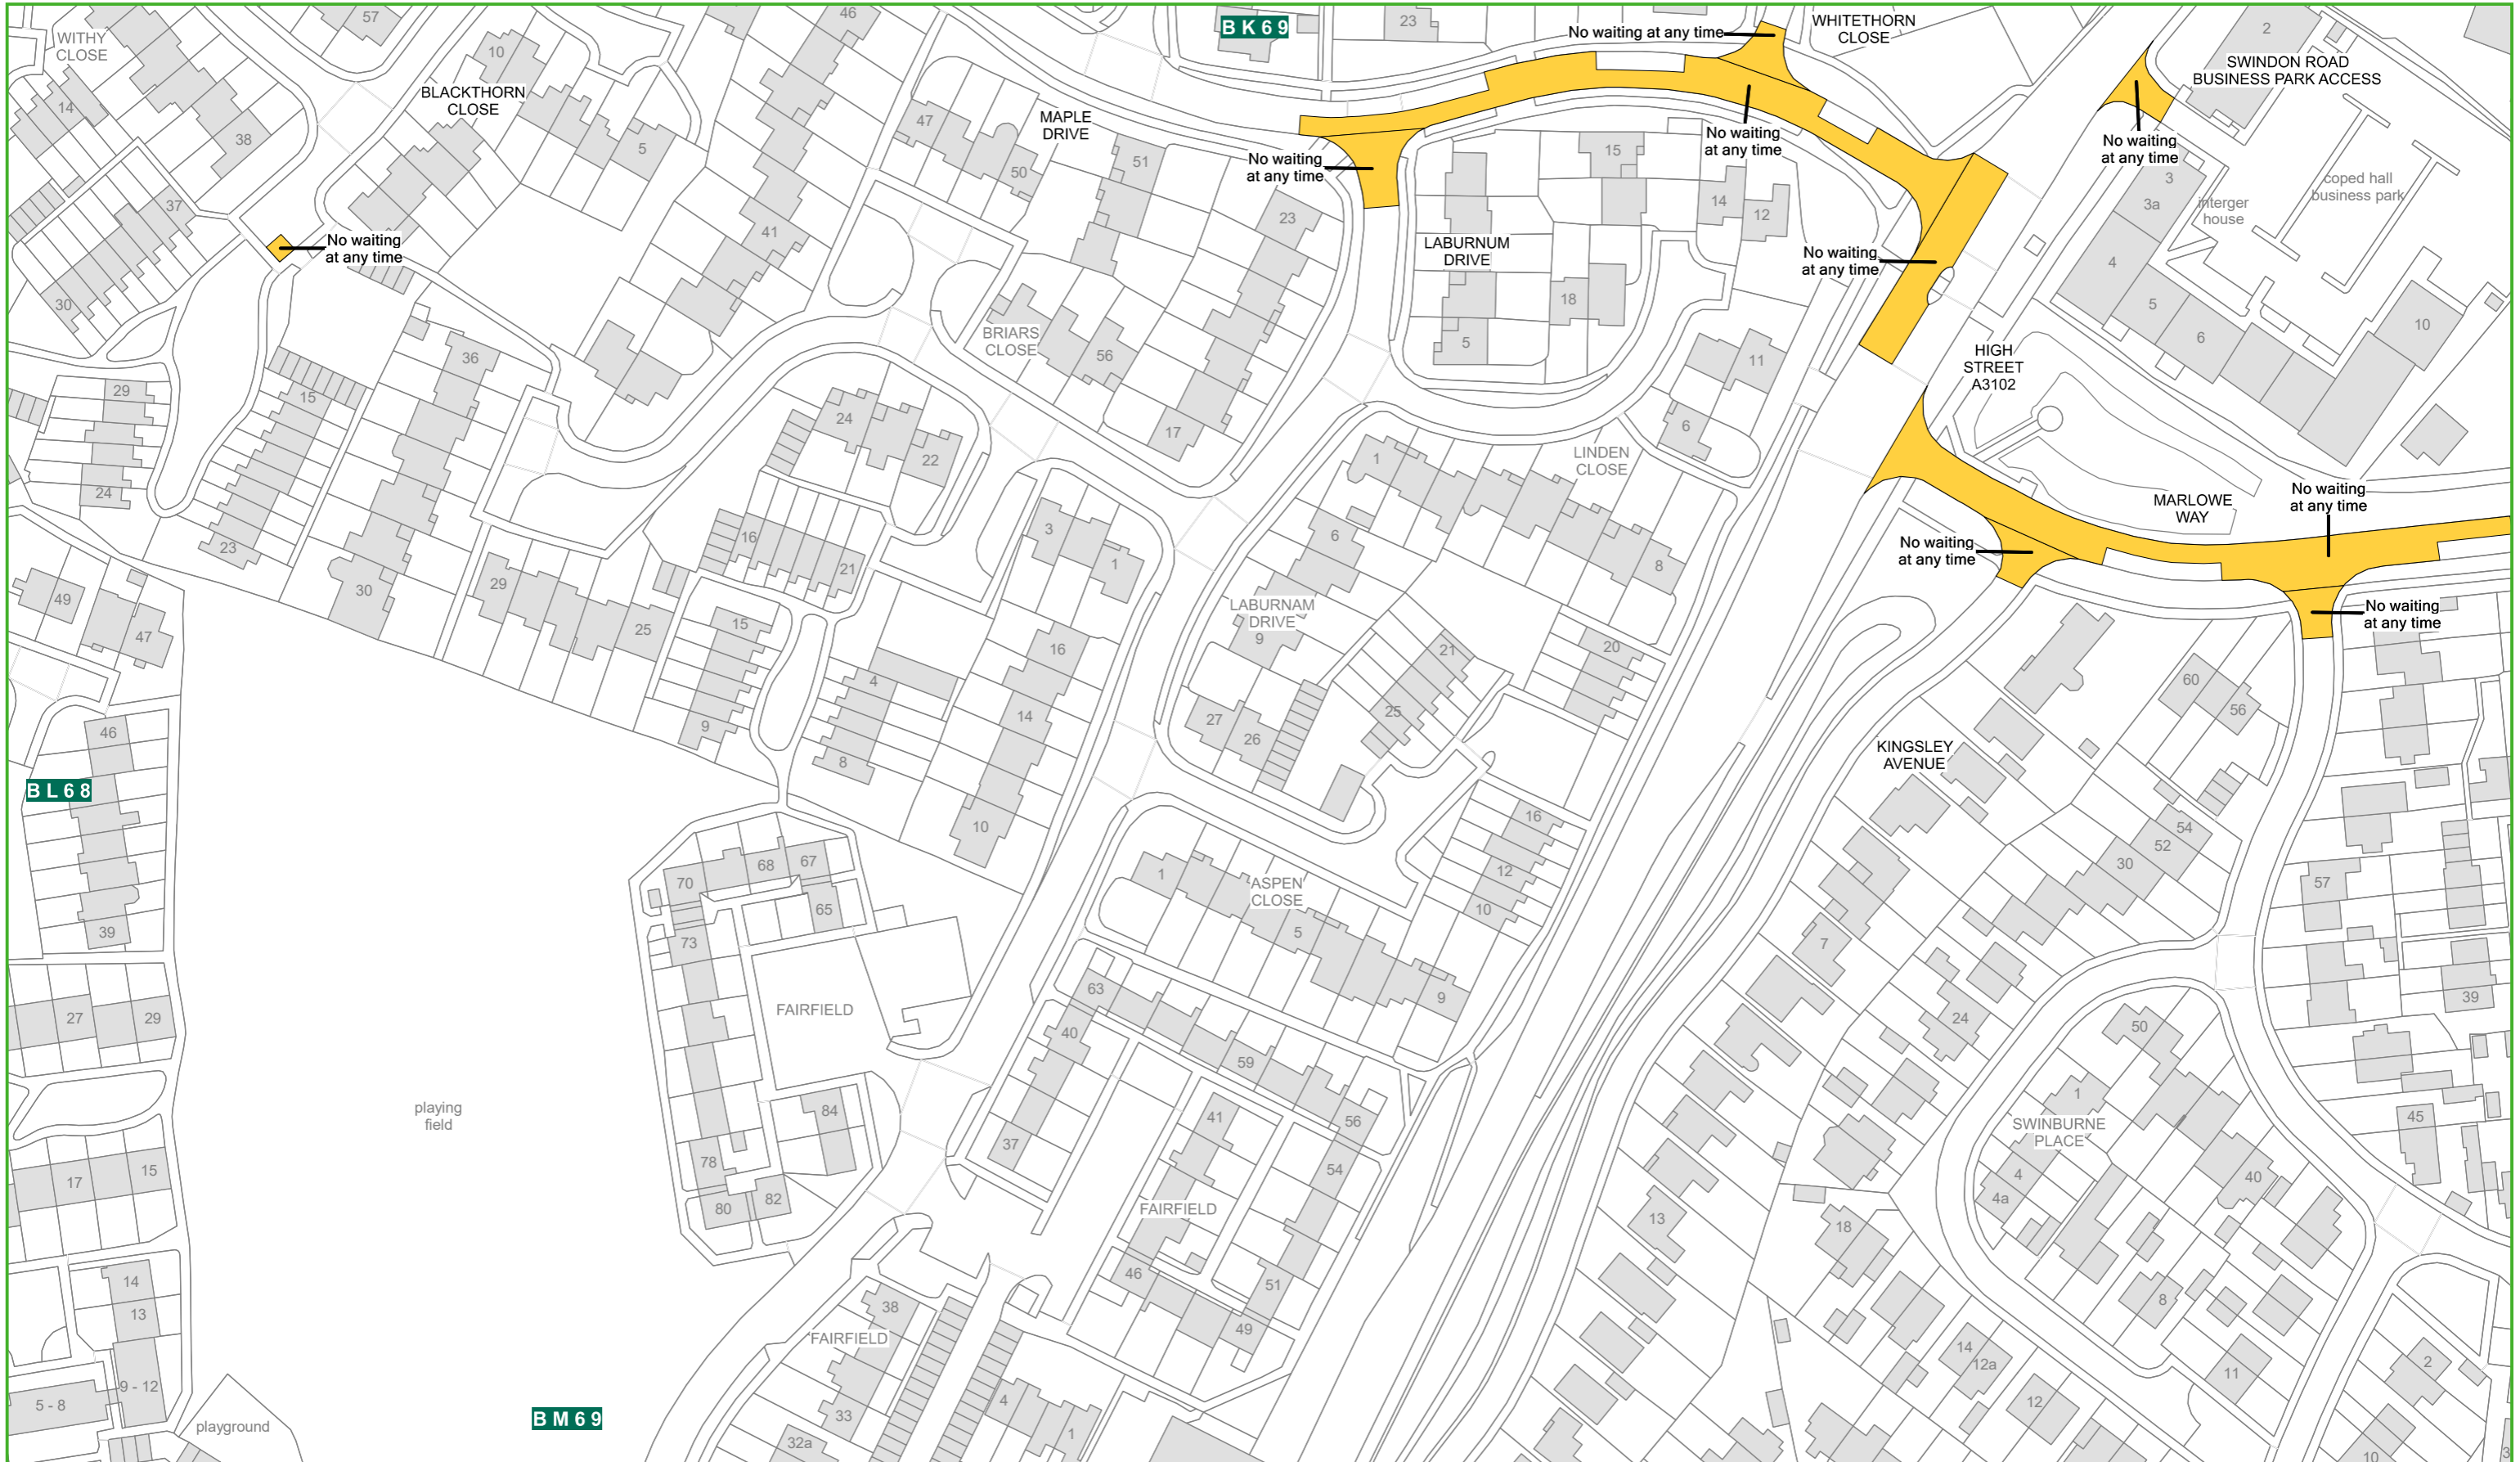 57
46
BK69
23
No waiting at any time
WHITETHORN
CLOSE
2
WITHY
CLOSE
10
SWINDON ROAD
BUSINESS PARK ACCESS
14
BLACKTHORN
CLOSE
38
5
47
MAPLE
DRIVE
50
51
No waiting
at any time
15
No waiting
at any time
No waiting
at any time
3
3a
interger
house
coped hall
business park
37
41
23
14
12
No waiting
at any time
LABURNUM
DRIVE
No waiting
at any time
4
30
18
5
6
10
BRIARS
CLOSE
56
5
11
HIGH
STREET
A3102
36
29
15
24
22
17
6
1
LINDEN
CLOSE
24
23
16
21
3
1
6
8
MARLOWE
WAY
No waiting
at any time
No waiting
at any time
30
29
25
49
47
15
LABURNAM
DRIVE
9
No waiting
at any time
16
20
21
4
14
9
8
27
26
25
60
56
46
KINGSLEY
AVENUE
BL68
10
16
12
10
54
52
30
68
67
70
65
1
ASPEN
CLOSE
5
57
39
73
7
9
63
39
27
29
FAIRFIELD
40
59
24
50
84
playing
field
41
56
1
SWINBURNE
PLACE
45
37
54
4
4a
40
17
15
78
80
82
FAIRFIELD
13
18
46
51
14
13
38
FAIRFIELD
49
8
14
12a
11
2
9 - 12
5 - 8
33
4
1
12
BM69
playground
32a
10
3